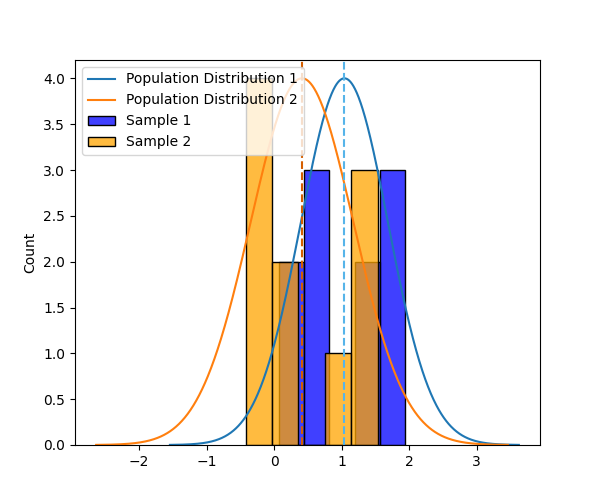 Population Distribution 1
Population Distribution 2
Sample 1
Sample 2
4.0
3.5
3.0
2.5
2.0
1.5
1.0
0.5
0.0
Count
−2 −1 0 1 2 3